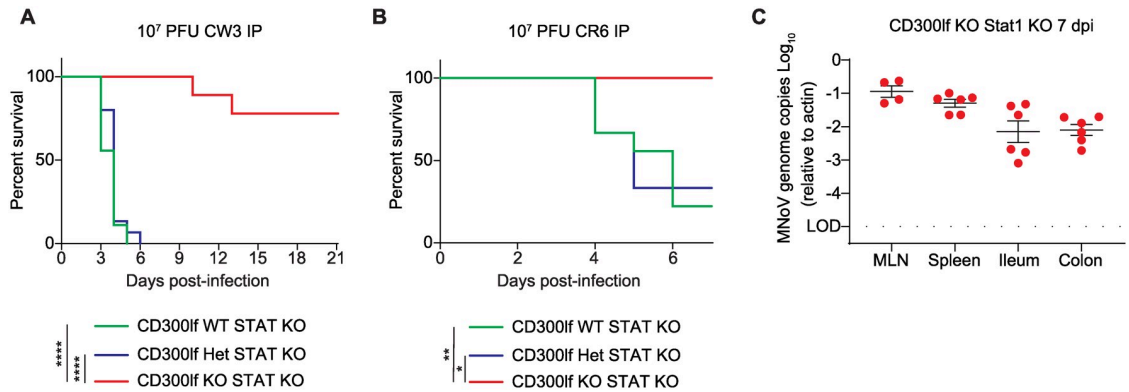 A
10⁷ PFU CW3 IP
Percent survival
100
50
0
0 3 6 9 12 15 18 21
Days post-infection
CD300lf WT STAT KO
CD300lf Het STAT KO
CD300lf KO STAT KO
****
****
B
10⁷ PFU CR6 IP
Percent survival
100
50
0
0 2 4 6
Days post-infection
CD300lf WT STAT KO
CD300lf Het STAT KO
CD300lf KO STAT KO
**
*
C
CD300lf KO Stat1 KO 7 dpi
MNoV genome copies Log₁₀
(relative to actin)
0
-1
-2
-3
-4
LOD
MLN Spleen Ileum Colon